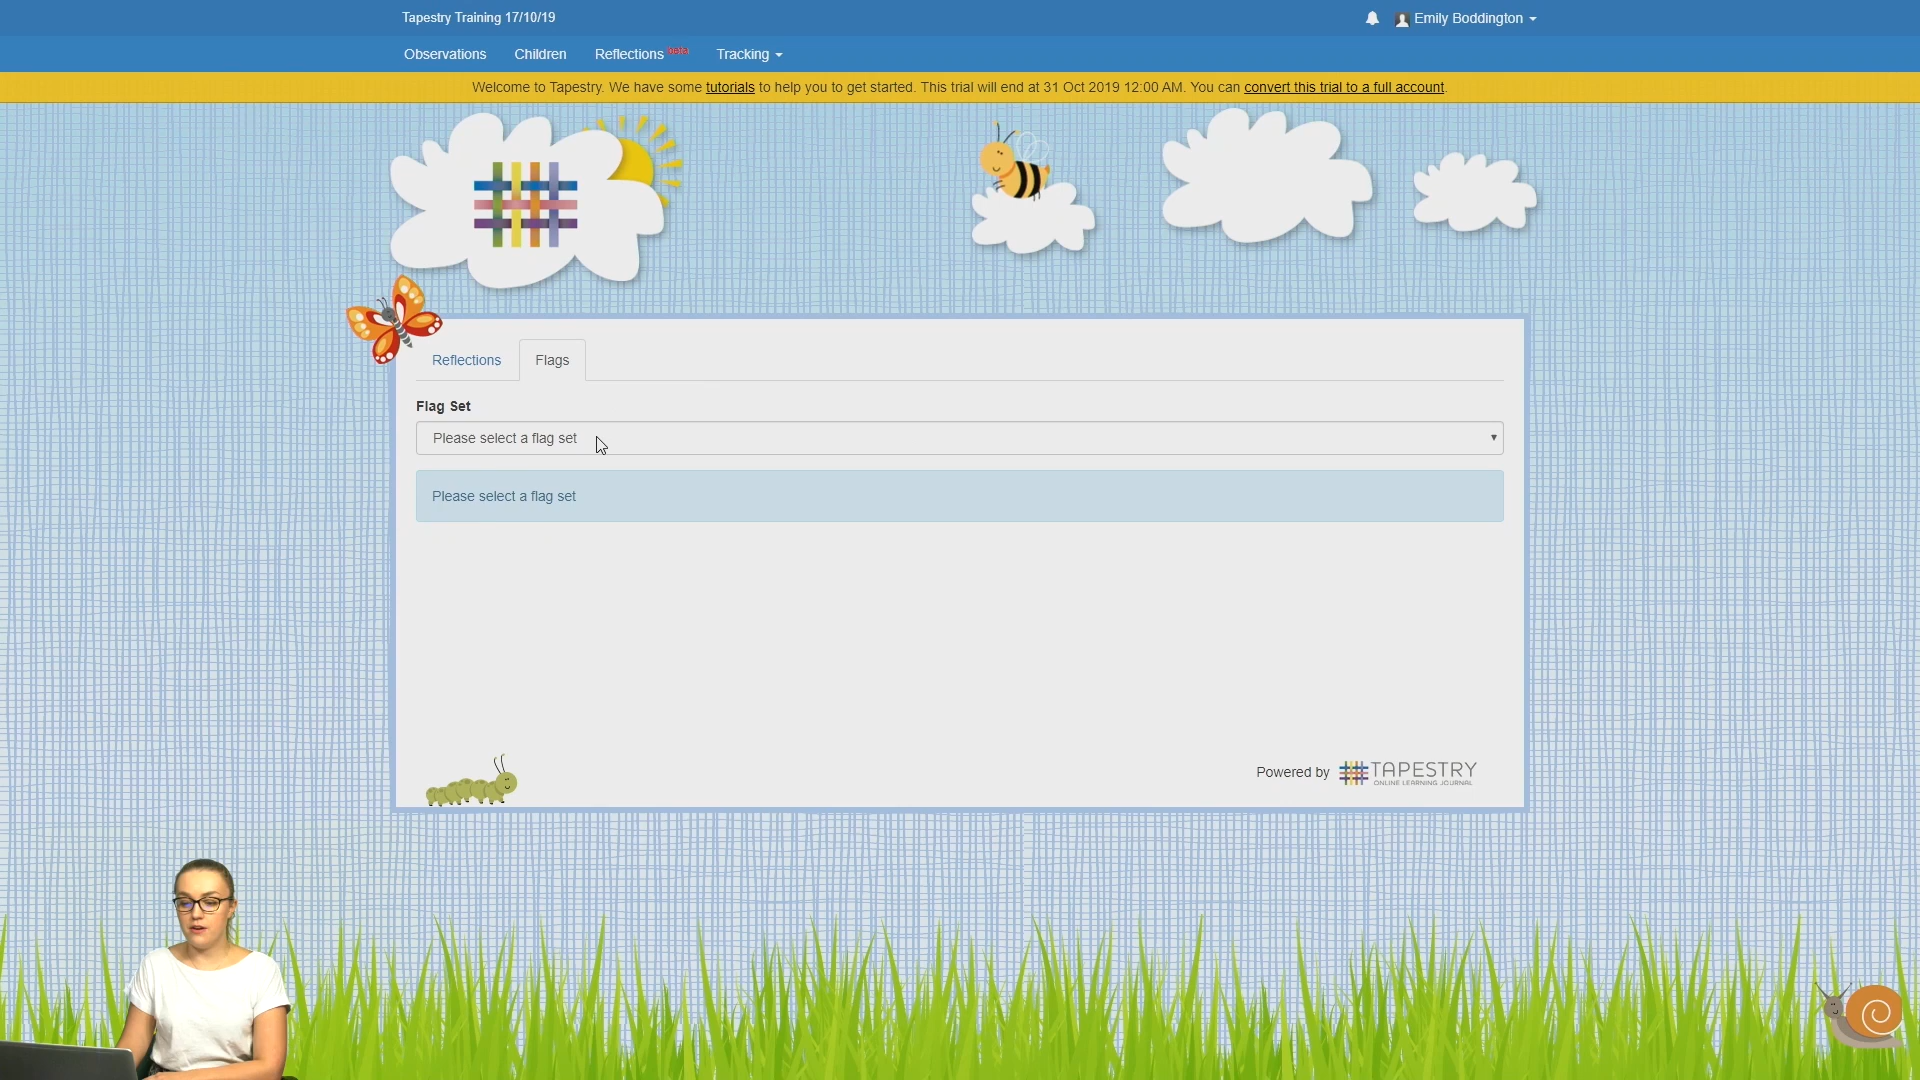 Tapestry Training 17/10/19
Emily Boddington
Observations Children Reflections beta Tracking
Welcome to Tapestry. We have some tutorials to help you to get started. This trial will end at 31 Oct 2019 12:00 AM. You can convert this trial to a full account.
Reflections Flags
Flag Set
Please select a flag set
Please select a flag set
Powered by TAPESTRY
ONLINE LEARNING JOURNAL